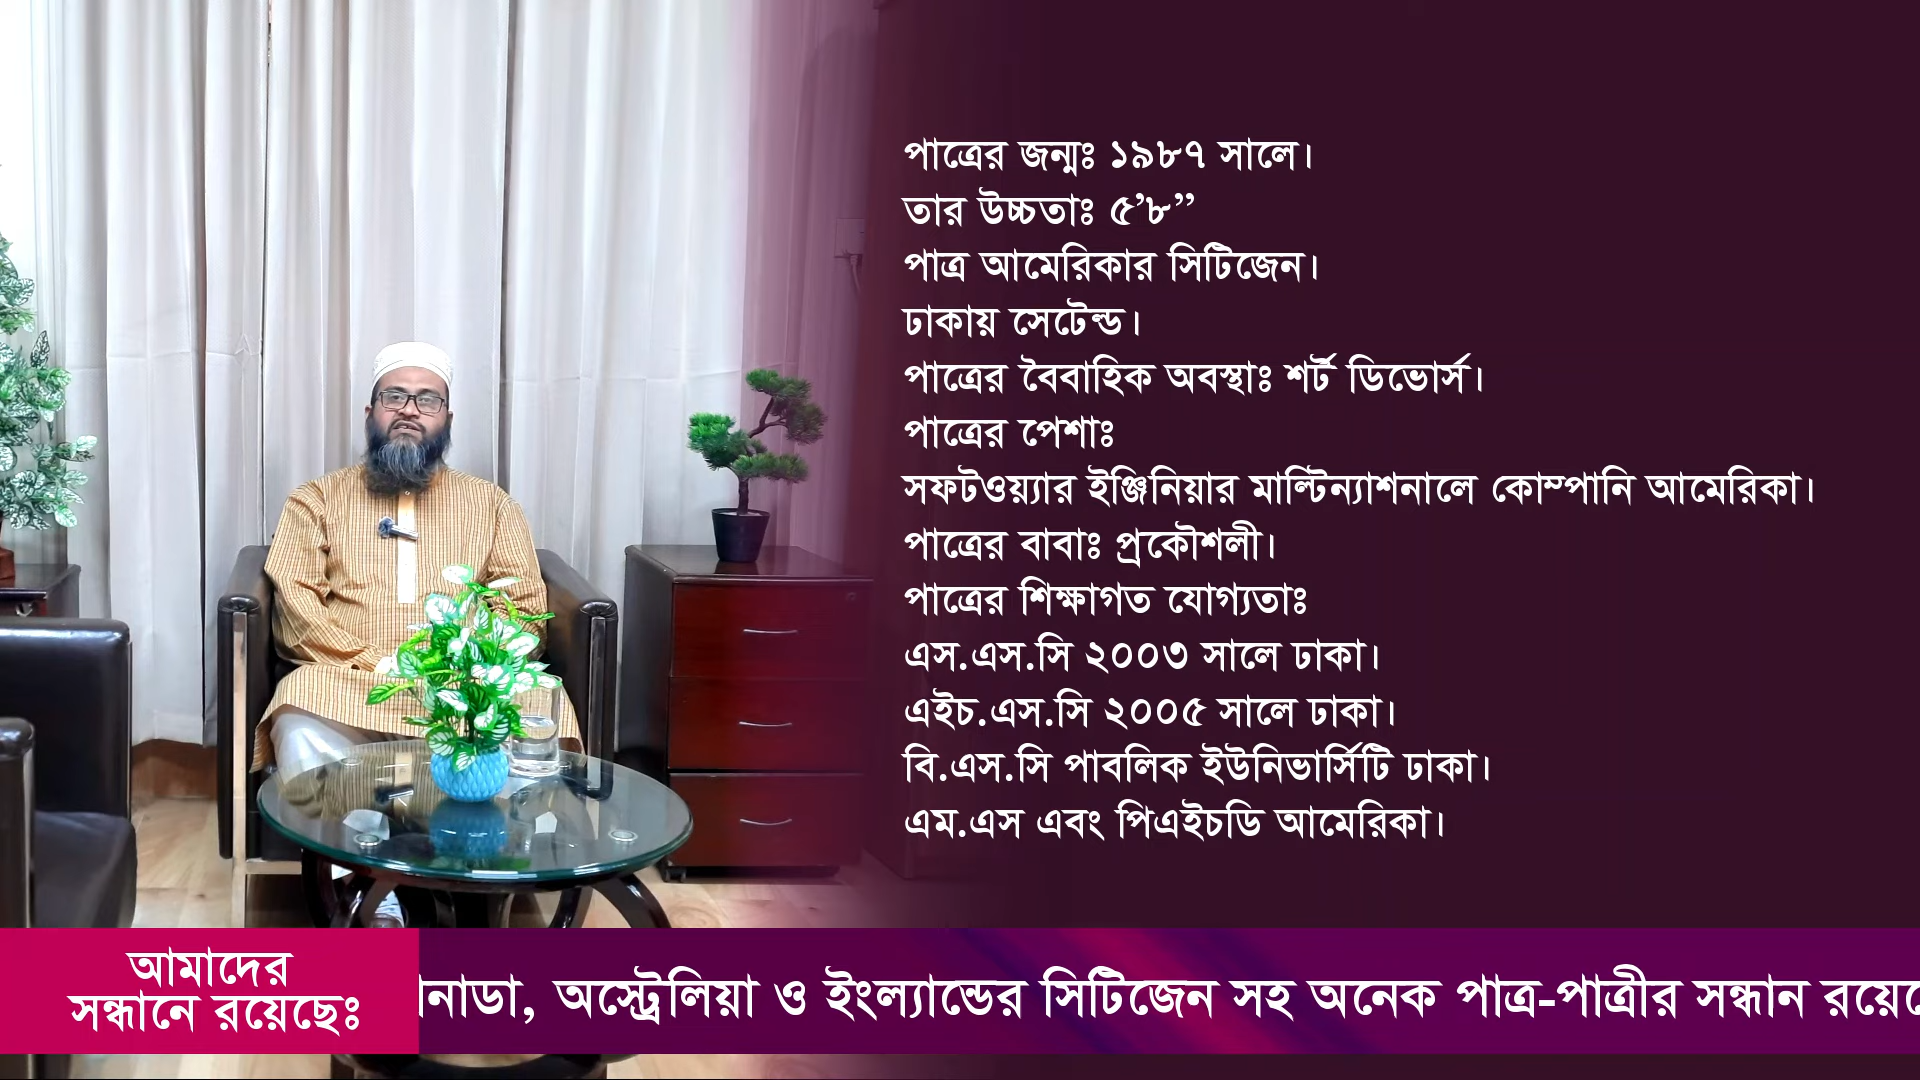 পাত্রের জন্মঃ ১৯৮৭ সালে।
তার উচ্চতাঃ ৫’৮”
পাত্র আমেরিকার সিটিজেন।
ঢাকায় সেটেল্ড।
পাত্রের বৈবাহিক অবস্থাঃ শর্ট ডিভোর্স।
পাত্রের পেশাঃ
সফটওয়্যার ইঞ্জিনিয়ার মাল্টিন্যাশনালে কোম্পানি আমেরিকা।
পাত্রের বাবাঃ প্রকৌশলী।
পাত্রের শিক্ষাগত যোগ্যতাঃ
এস.এস.সি ২০০৩ সালে ঢাকা।
এইচ.এস.সি ২০০৫ সালে ঢাকা।
বি.এস.সি পাবলিক ইউনিভার্সিটি ঢাকা।
এম.এস এবং পিএইচডি আমেরিকা।
আমাদের
সন্ধানে রয়েছেঃ
অস্ট্রেলিয়া ও ইংল্যান্ডের সিটিজেন সহ অনেক পাত্র-পাত্রীর সন্ধান